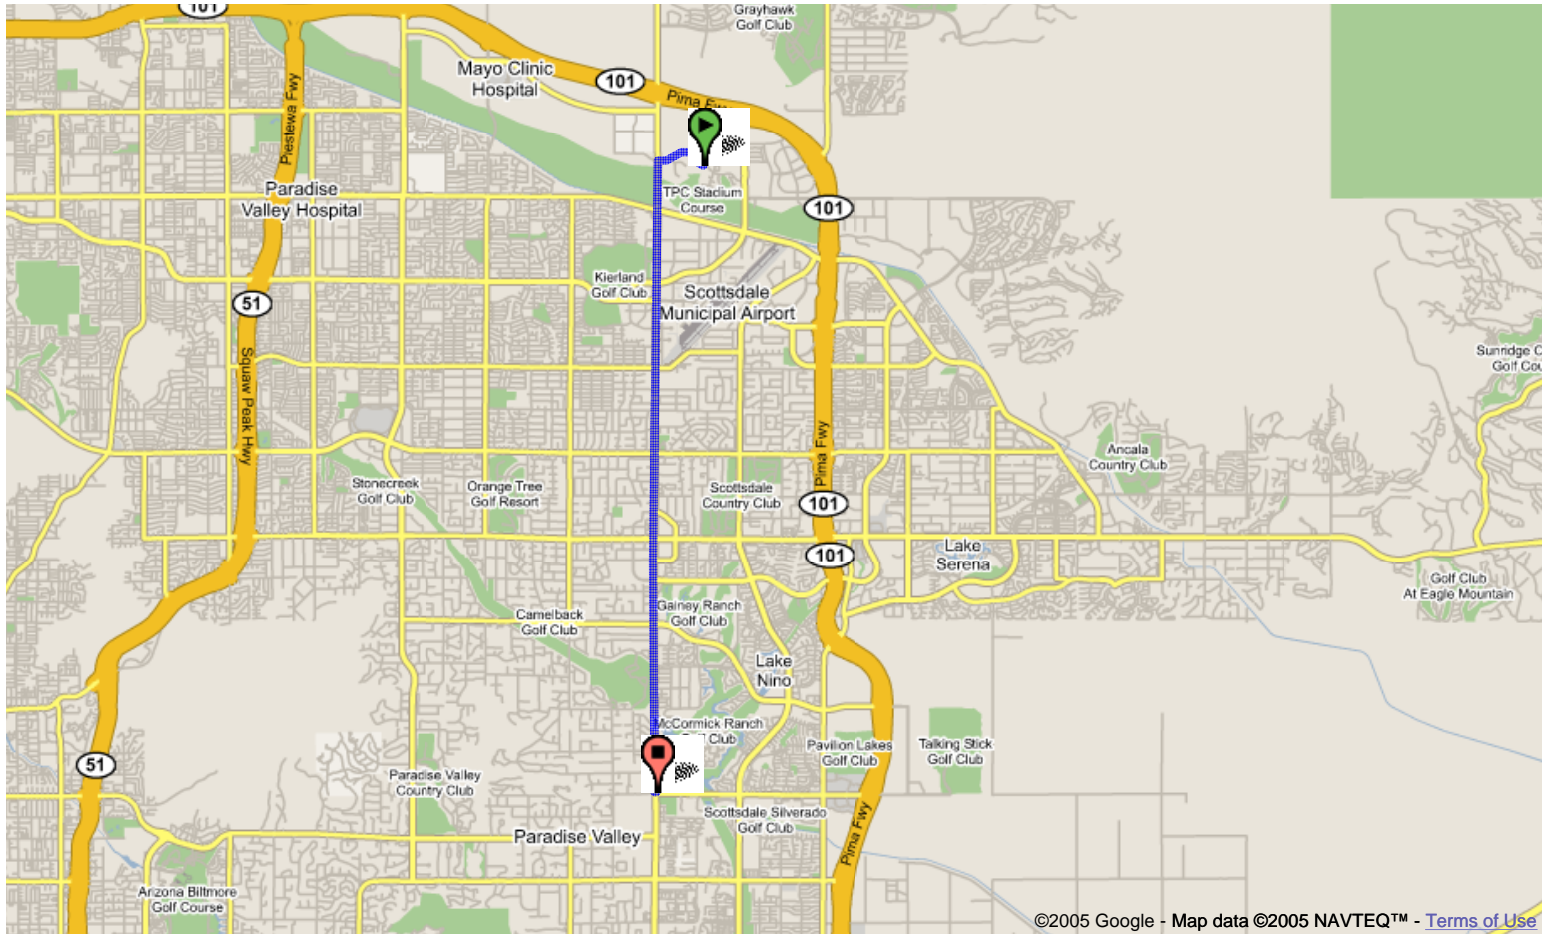 101
Grayhawk
Golf Club
Mayo Clinic
Hospital
101
Pima Fwy
Piestewa Fwy
Paradise
Valley Hospital
TPC Stadium
Course
101
Kierland
Golf Club
Scottsdale
Municipal Airport
51
Squaw Peak Hwy
Sunridge C
Golf Cou
Pima Fwy
Ancala
Country Club
Stonecreek
Golf Club
Orange Tree
Golf Resort
Scottsdale
Country Club
101
101
Lake
Serena
Golf Club
At Eagle Mountain
Camelback
Golf Club
Gainey Ranch
Golf Club
Lake
Nino
McCormick Ranch
Club
Pavilion Lakes
Golf Club
Talking Stick
Golf Club
51
Paradise Valley
Country Club
Scottsdale Silverado
Golf Club
Paradise Valley
Pima Fwy
Arizona Biltmore
Golf Course
©2005 Google - Map data ©2005 NAVTEQ™ - Terms of Use